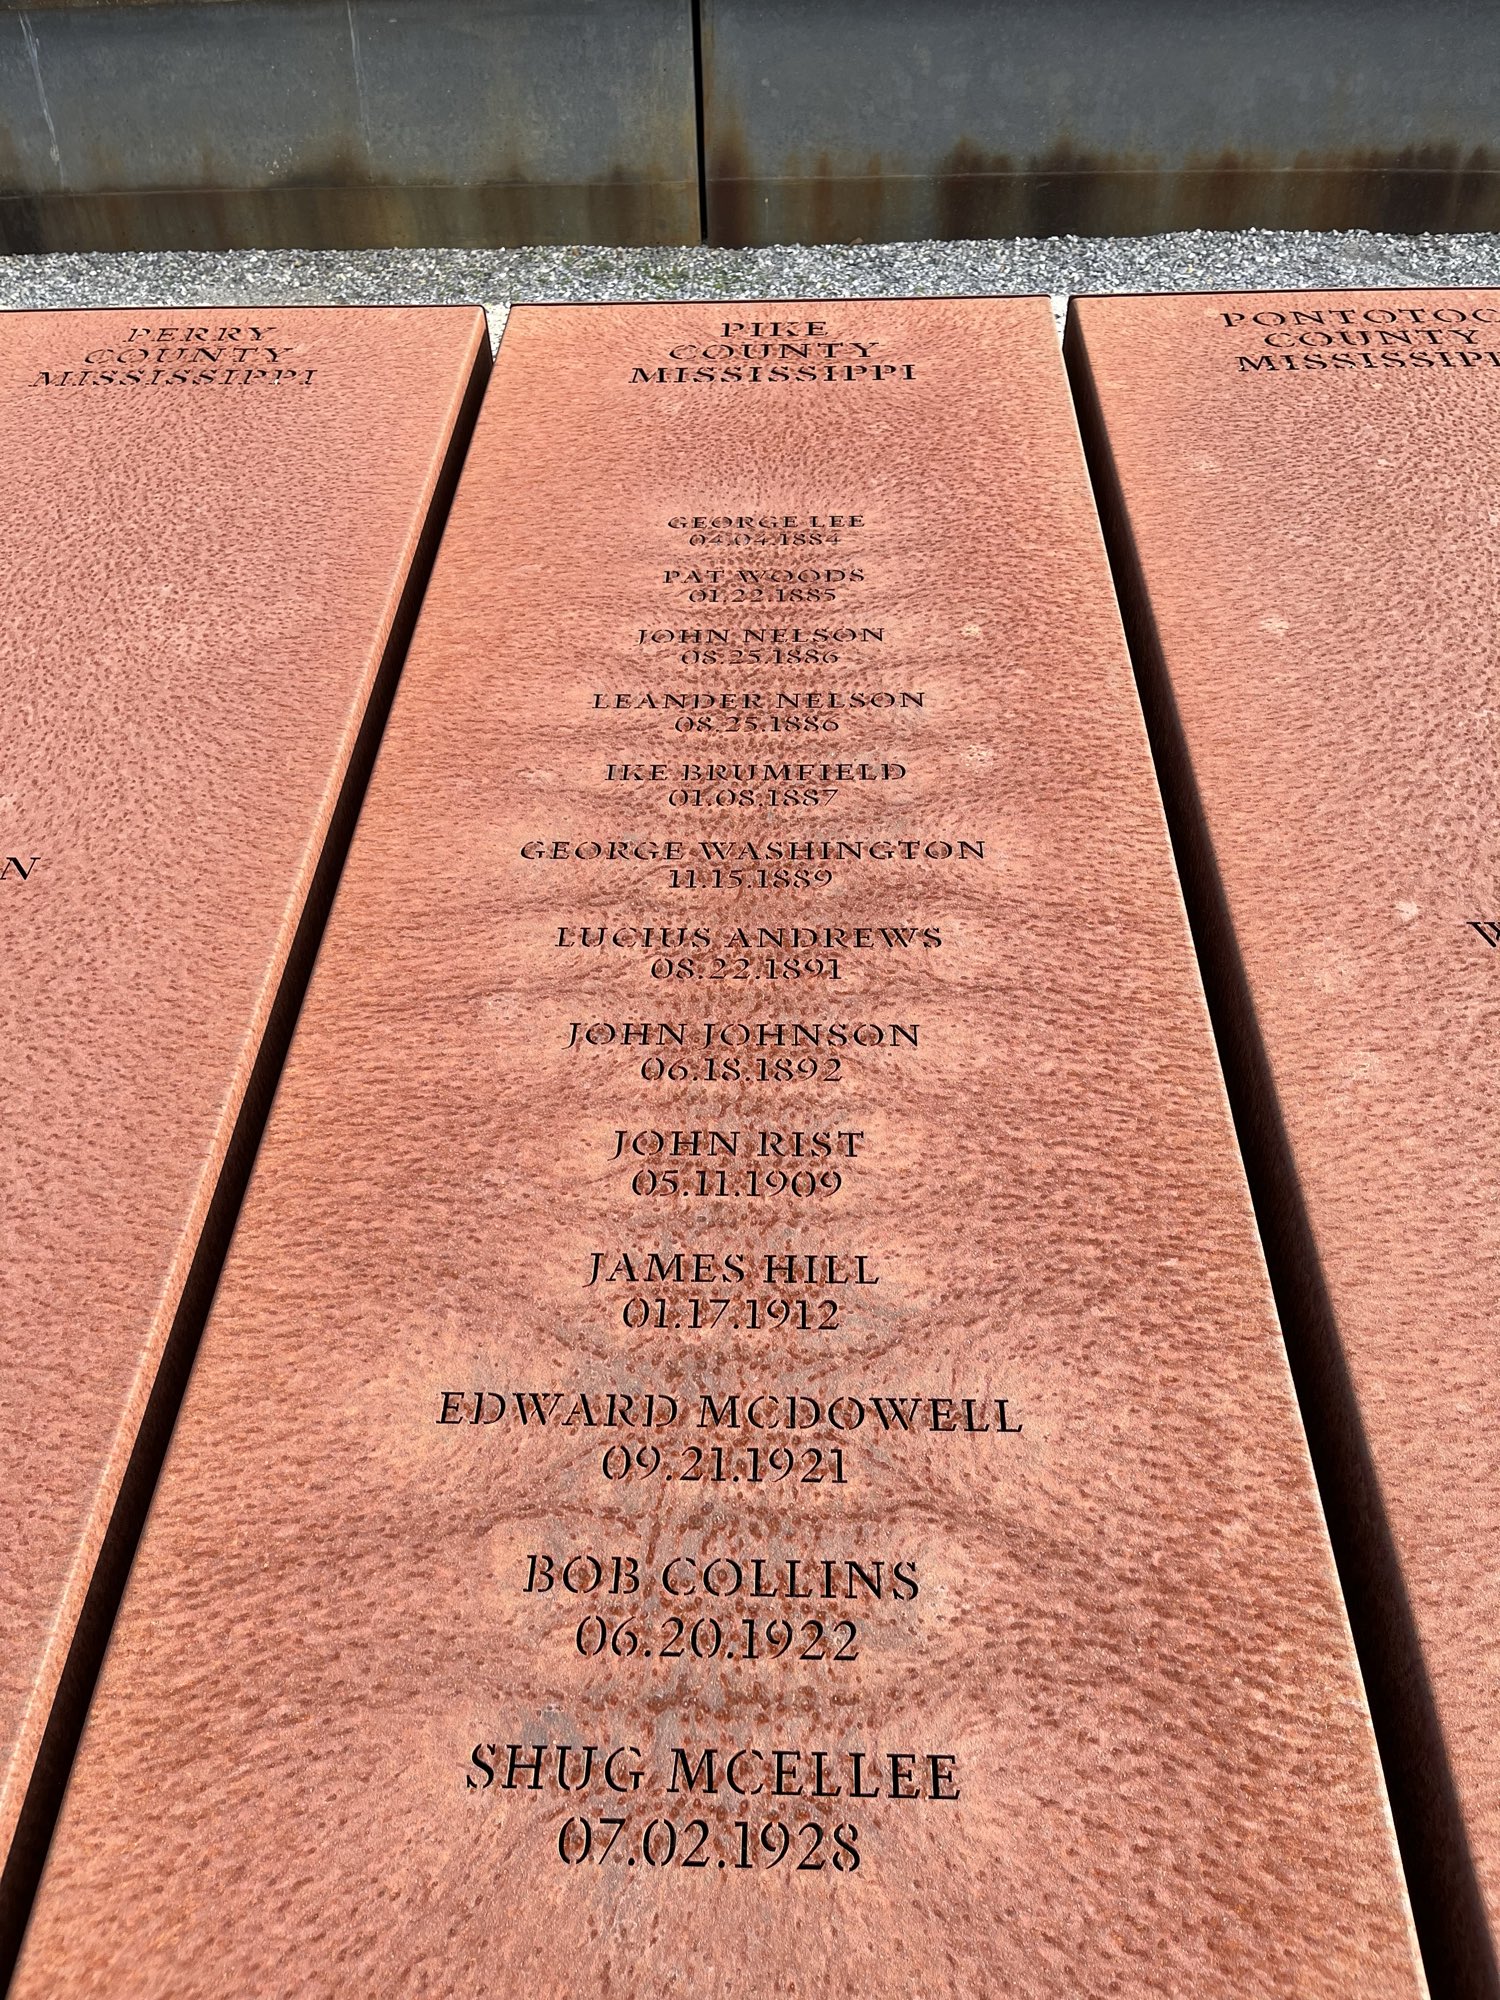 PERRY
COUNTY
MISSISSIPPI
PIKE
COUNTY
MISSISSIPPI
GEORGE LEE
04.04.1884
PAT WOODS
01.22.1885
JOHN NELSON
08.25.1886
LEANDER NELSON
08.25.1886
IKE BRUMFIELD
01.08.1887
GEORGE WASHINGTON
11.15.1889
LUCIUS ANDREWS
08.22.1891
JOHN JOHNSON
06.18.1892
JOHN RIST
05.11.1909
JAMES HILL
01.17.1912
EDWARD MCDOWELL
09.21.1921
BOB COLLINS
06.20.1922
SHUG MCELLEE
07.02.1928
PONTOTOC
COUNTY
MISSISSIPPI